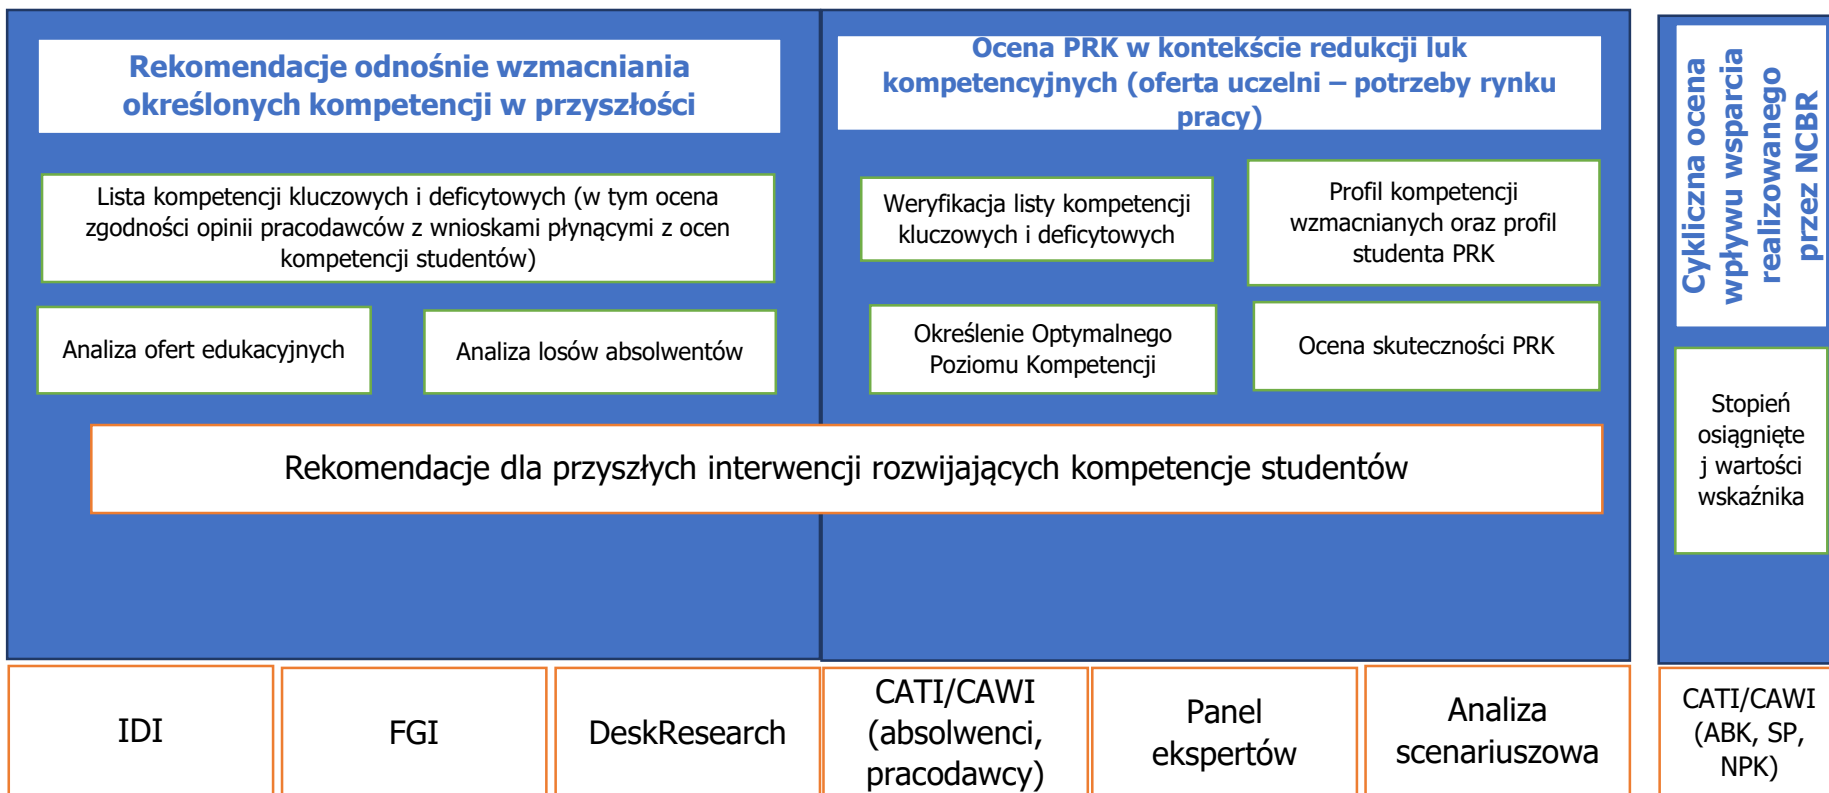 Rekomendacje odnośnie wzmacniania
określonych kompetencji w przyszłości
Lista kompetencji kluczowych i deficytowych (w tym ocena
zgodności opinii pracodawców z wnioskami płynącymi z ocen
kompetencji studentów)
Analiza ofert edukacyjnych
Analiza losów absolwentów
Ocena PRK w kontekście redukcji luk
kompetencyjnych (oferta uczelni – potrzeby rynku
pracy)
Weryfikacja listy kompetencji
kluczowych i deficytowych
Profil kompetencji
wzmacnianych oraz profil
studenta PRK
Określenie Optymalnego
Poziomu Kompetencji
Ocena skuteczności PRK
Rekomendacje dla przyszłych interwencji rozwijających kompetencje studentów
Cykliczna ocena
wpływu wsparcia
realizowanego
przez NCBR
Stopień
osiągnięte
j wartości
wskaźnika
IDI
FGI
DeskResearch
CATI/CAWI
(absolwenci,
pracodawcy)
Panel
ekspertów
Analiza
scenariuszowa
CATI/CAWI
(ABK, SP,
NPK)